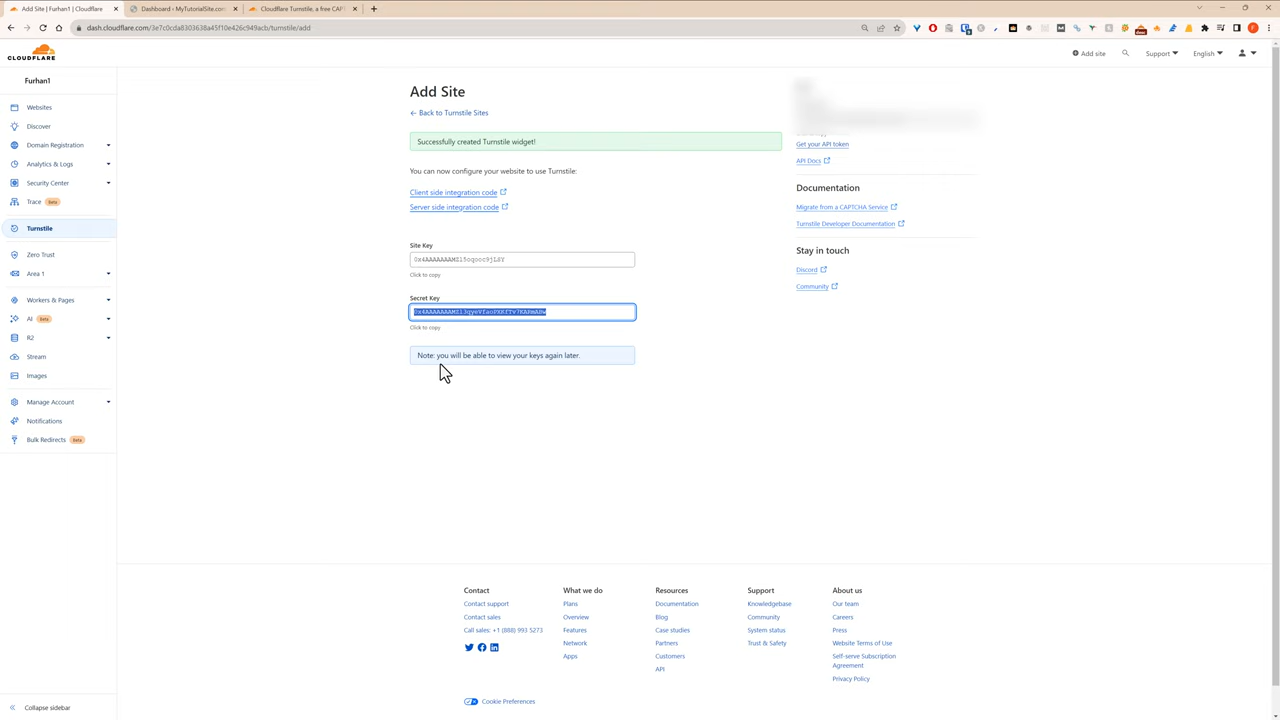 Add Site | Furhan1 | Cloudflare
Dashboard ‹ MyTutorialSite.com
Cloudflare Turnstile, a free CAPT
dash.cloudflare.com/3e7c0cda8303638a45f10e426c949acb/turnstile/add
CLOUDFLARE
Add site
Support
English
Furhan1
Websites
Discover
Domain Registration
Analytics & Logs
Security Center
Trace Beta
Turnstile
Zero Trust
Area 1
Workers & Pages
AI Beta
R2
Stream
Images
Manage Account
Notifications
Bulk Redirects Beta
Collapse sidebar
Add Site
← Back to Turnstile Sites
Successfully created Turnstile widget!
You can now configure your website to use Turnstile:
Client side integration code
Server side integration code
Site Key
Click to copy
Secret Key
Click to copy
Note: you will be able to view your keys again later.
Get your API token
API Docs
Documentation
Migrate from a CAPTCHA Service
Turnstile Developer Documentation
Stay in touch
Discord
Community
Contact
Contact support
Contact sales
Call sales: +1 (888) 993 5273
What we do
Plans
Overview
Features
Network
Apps
Resources
Documentation
Blog
Case studies
Partners
Customers
API
Support
Knowledgebase
Community
System status
Trust & Safety
About us
Our team
Careers
Press
Website Terms of Use
Self-serve Subscription
Agreement
Privacy Policy
Cookie Preferences